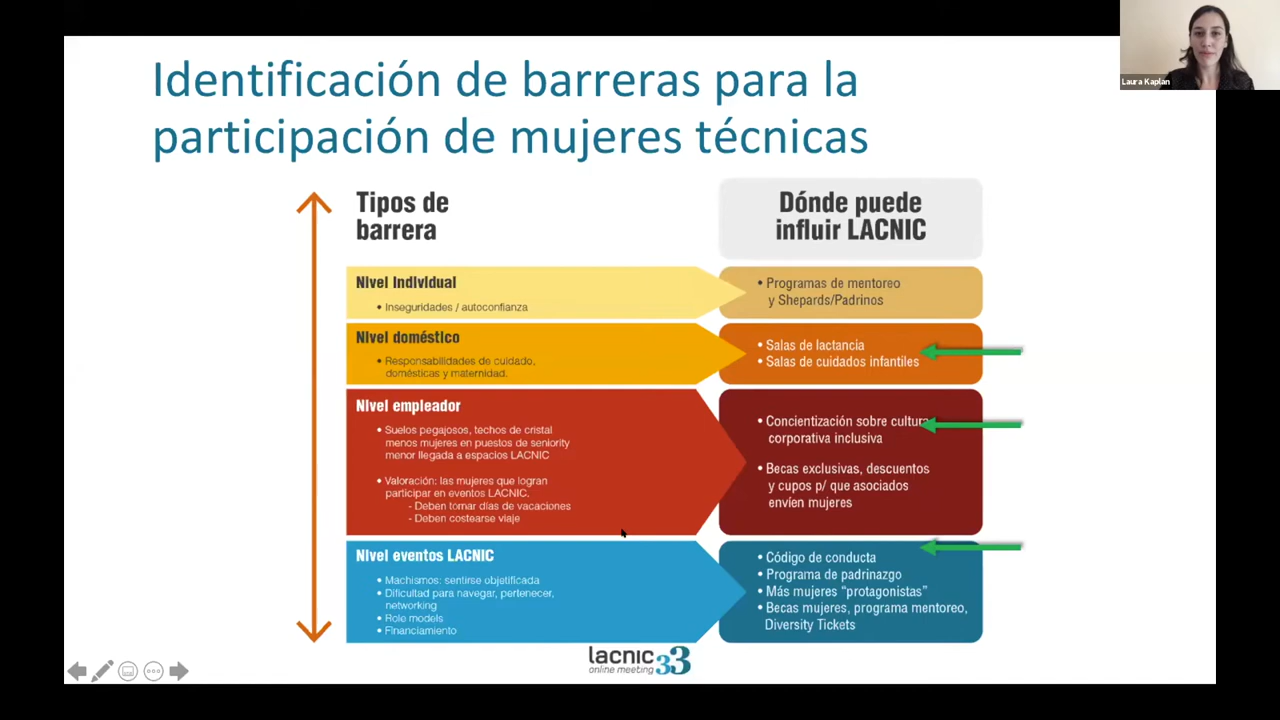 Laura Kaplan
Identificación de barreras para la
participación de mujeres técnicas
Tipos de
barrera
Dónde puede
influir LACNIC
Nivel Individual
• Inseguridades / autoconfianza
• Programas de mentoreo
y Shepards/Padrinos
Nivel doméstico
• Responsabilidades de cuidado,
domésticas y maternidad.
• Salas de lactancia
• Salas de cuidados infantiles
Nivel empleador
• Suelos pegajosos, techos de cristal
menos mujeres en puestos de seniority
menor llegada a espacios LACNIC
• Valoración: las mujeres que logran
participar en eventos LACNIC.
- Deben tomar días de vacaciones
- Deben costearse viaje
• Concientización sobre cultura
corporativa inclusiva
• Becas exclusivas, descuentos
y cupos p/ que asociados
envíen mujeres
Nivel eventos LACNIC
• Machismos: sentirse objetificada
• Dificultad para navegar, pertenecer,
networking
• Role models
• Financiamiento
• Código de conducta
• Programa de padrinazgo
• Más mujeres “protagonistas”
• Becas mujeres, programa mentoreo,
Diversity Tickets
lacnic 33
online meeting